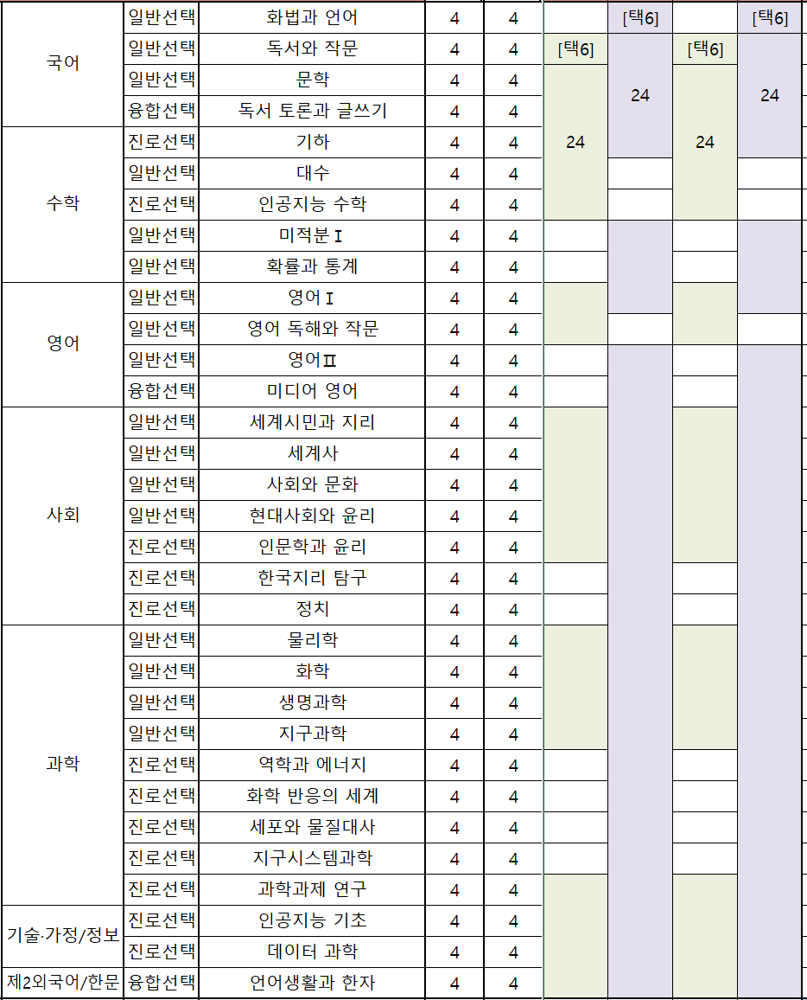 국어 일반선택 화법과 언어 4 4 [택6] [택6]
일반선택 독서와 작문 4 4 [택6] [택6]
일반선택 문학 4 4 24 24
융합선택 독서 토론과 글쓰기 4 4
수학 진로선택 기하 4 4 24 24
일반선택 대수 4 4
진로선택 인공지능 수학 4 4
일반선택 미적분Ⅰ 4 4
일반선택 확률과 통계 4 4
영어 일반선택 영어Ⅰ 4 4
일반선택 영어 독해와 작문 4 4
일반선택 영어Ⅱ 4 4
융합선택 미디어 영어 4 4
사회 일반선택 세계시민과 지리 4 4
일반선택 세계사 4 4
일반선택 사회와 문화 4 4
일반선택 현대사회와 윤리 4 4
진로선택 인문학과 윤리 4 4
진로선택 한국지리 탐구 4 4
진로선택 정치 4 4
과학 일반선택 물리학 4 4
일반선택 화학 4 4
일반선택 생명과학 4 4
일반선택 지구과학 4 4
진로선택 역학과 에너지 4 4
진로선택 화학 반응의 세계 4 4
진로선택 세포와 물질대사 4 4
진로선택 지구시스템과학 4 4
진로선택 과학과제 연구 4 4
기술·가정/정보 진로선택 인공지능 기초 4 4
진로선택 데이터 과학 4 4
제2외국어/한문 융합선택 언어생활과 한자 4 4